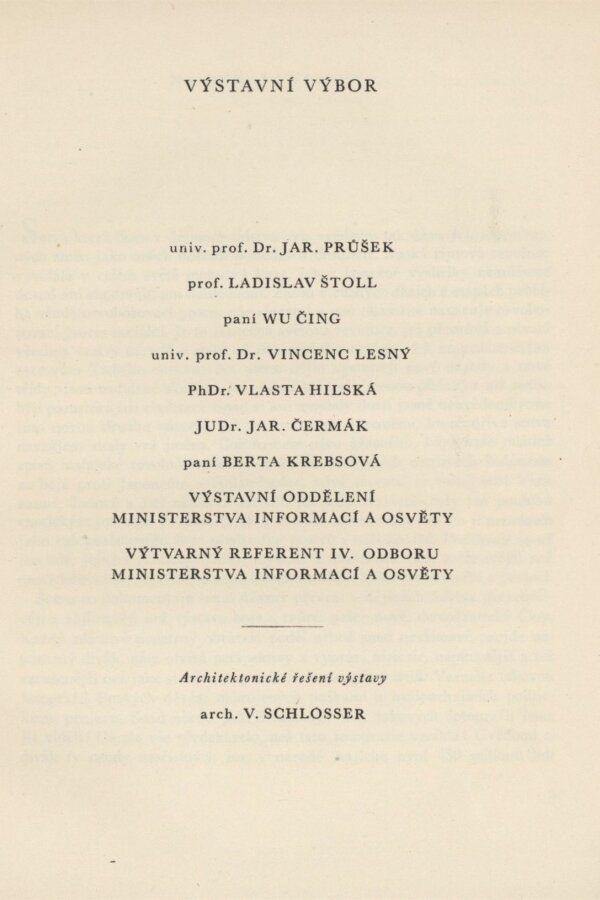 VÝSTAVNÍ VÝBOR
univ. prof. Dr. JAR. PRŮŠEK
prof. LADISLAV ŠTOLL
paní WU ČING
univ. prof. Dr. VINCENC LESNÝ
PhDr. VLASTA HILSKÁ
JUDr. JAR. ČERMÁK
paní BERTA KREBSOVÁ
VÝSTAVNÍ ODDĚLENÍ
MINISTERSTVA INFORMACÍ A OSVĚTY
VÝTVARNÝ REFERENT IV. ODBORU
MINISTERSTVA INFORMACÍ A OSVĚTY
Architektonické řešení výstavy
arch. V. SCHLOSSER